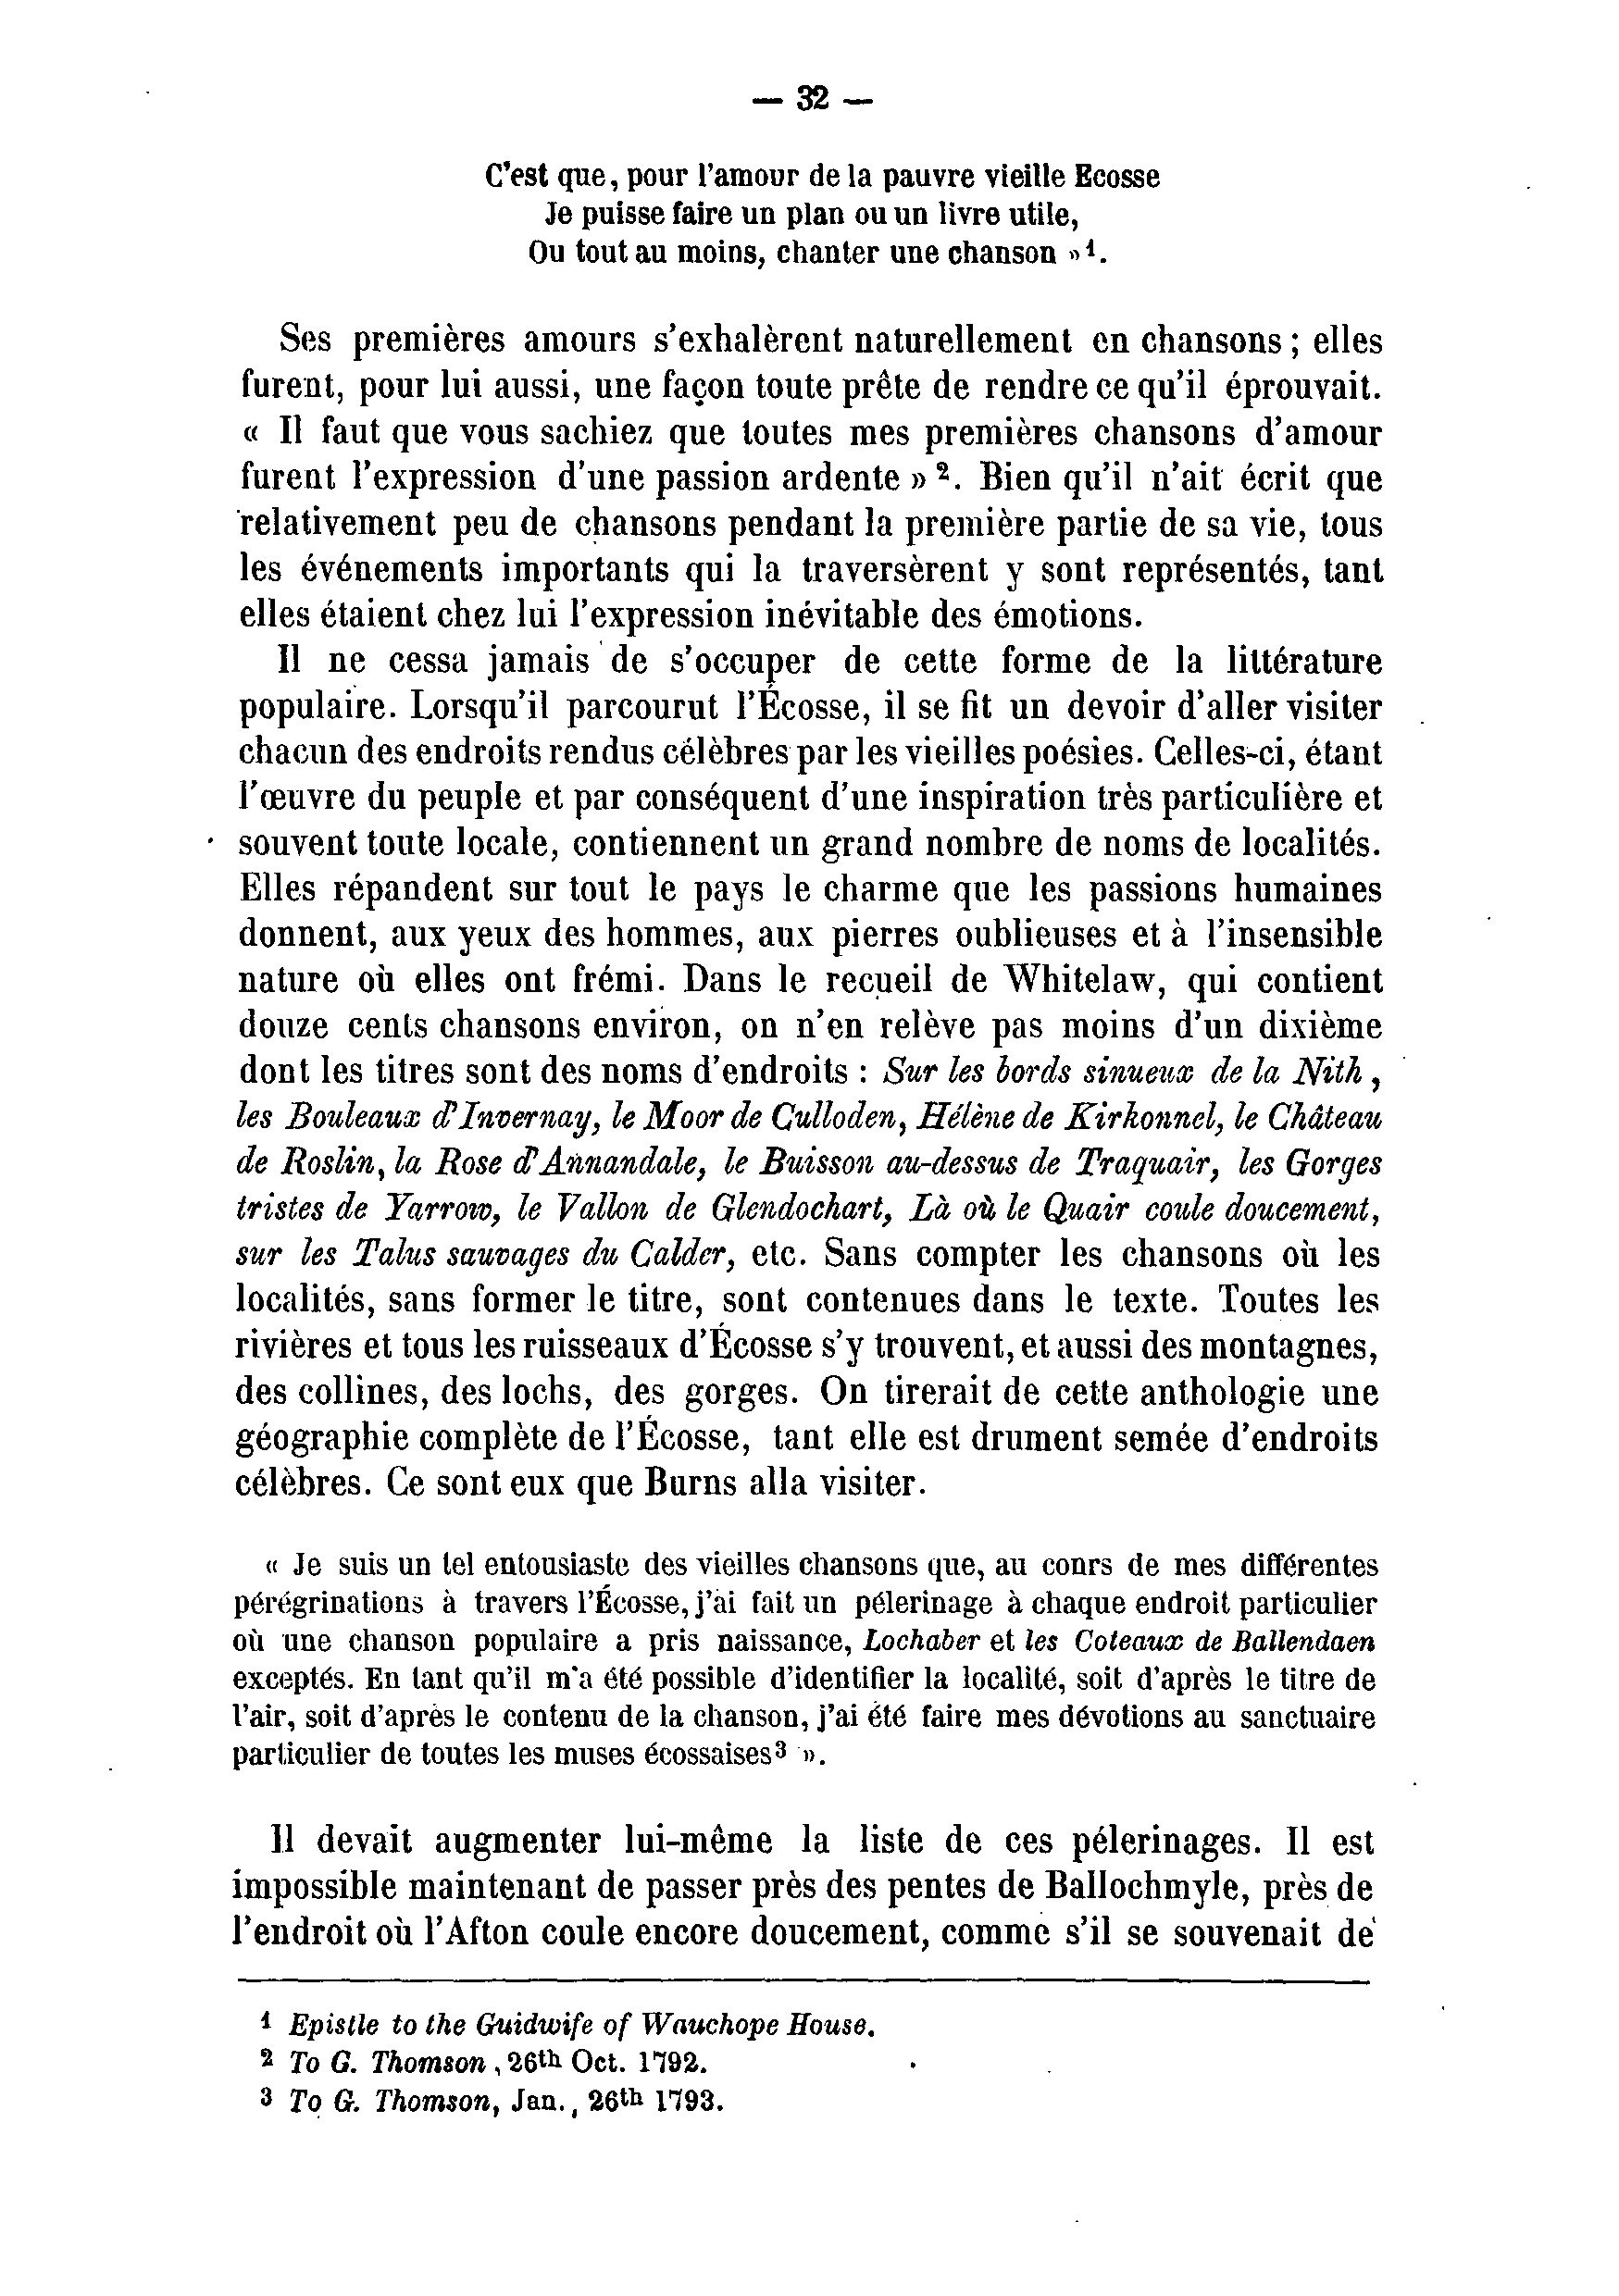 — 32 —
C'est que, pour l'amour de la pauvre vieille Ecosse
Je puisse faire un plan ou un livre utile,
Ou tout au moins, chanter une chanson »¹.
Ses premières amours s'exhalèrent naturellement en chansons ; elles
furent, pour lui aussi, une façon toute prête de rendre ce qu'il éprouvait.
« Il faut que vous sachiez que toutes mes premières chansons d'amour
furent l'expression d'une passion ardente » ². Bien qu'il n'ait écrit que
relativement peu de chansons pendant la première partie de sa vie, tous
les événements importants qui la traversèrent y sont représentés, tant
elles étaient chez lui l'expression inévitable des émotions.
Il ne cessa jamais de s'occuper de cette forme de la littérature
populaire. Lorsqu'il parcourut l'Écosse, il se fit un devoir d'aller visiter
chacun des endroits rendus célèbres par les vieilles poésies. Celles-ci, étant
l'œuvre du peuple et par conséquent d'une inspiration très particulière et
souvent toute locale, contiennent un grand nombre de noms de localités.
Elles répandent sur tout le pays le charme que les passions humaines
donnent, aux yeux des hommes, aux pierres oublieuses et à l'insensible
nature où elles ont frémi. Dans le recueil de Whitelaw, qui contient
douze cents chansons environ, on n'en relève pas moins d'un dixième
dont les titres sont des noms d'endroits : Sur les bords sinueux de la Nith ,
les Bouleaux d'Invernay, le Moor de Culloden, Hélène de Kirkonnel, le Château
de Roslin, la Rose d'Annandale, le Buisson au-dessus de Traquair, les Gorges
tristes de Yarrow, le Vallon de Glendochart, Là où le Quair coule doucement,
sur les Talus sauvages du Calder, etc. Sans compter les chansons où les
localités, sans former le titre, sont contenues dans le texte. Toutes les
rivières et tous les ruisseaux d'Écosse s'y trouvent, et aussi des montagnes,
des collines, des lochs, des gorges. On tirerait de cette anthologie une
géographie complète de l'Écosse, tant elle est drument semée d'endroits
célèbres. Ce sont eux que Burns alla visiter.
« Je suis un tel entousiaste des vieilles chansons que, au conrs de mes différentes
pérégrinations à travers l'Écosse, j'ai fait un pélerinage à chaque endroit particulier
où une chanson populaire a pris naissance, Lochaber et les Coteaux de Ballendaen
exceptés. En tant qu'il m'a été possible d'identifier la localité, soit d'après le titre de
l'air, soit d'après le contenu de la chanson, j'ai été faire mes dévotions au sanctuaire
particulier de toutes les muses écossaises³ ».
Il devait augmenter lui-même la liste de ces pélerinages. Il est
impossible maintenant de passer près des pentes de Ballochmyle, près de
l'endroit où l'Afton coule encore doucement, comme s'il se souvenait de
¹ Epistle to the Guidwife of Wauchope House.
² To G. Thomson , 26th Oct. 1792.
³ To G. Thomson, Jan., 26th 1793.